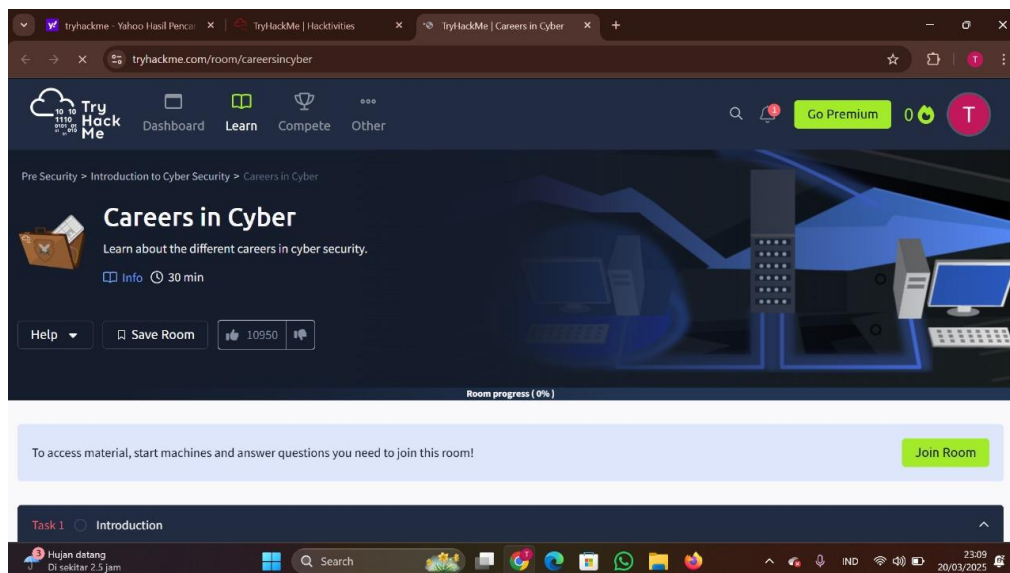 tryhackme - Yahoo Hasil Pencar
TryHackMe | Hacktivities
TryHackMe | Careers in Cyber
tryhackme.com/room/careersincyber
T
Try Hack Me
Dashboard
Learn
Compete
Other
1
Go Premium
0
T
Pre Security > Introduction to Cyber Security > Careers in Cyber
Careers in Cyber
Learn about the different careers in cyber security.
Info 30 min
Help
Save Room
10950
Room progress ( 0% )
To access material, start machines and answer questions you need to join this room!
Join Room
Task 1 Introduction
3
Hujan datang
Di sekitar 2.5 jam
Search
IND
23:09
20/03/2025